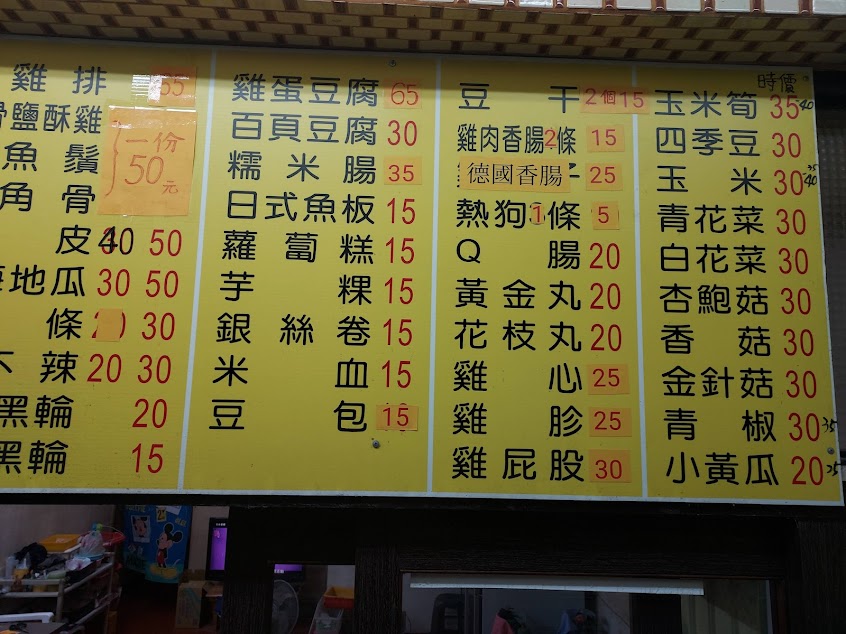 雞排 65
鹽酥雞
魚鬚
角骨
一份
50元
皮 40 50
地瓜 30 50
條 20 30
不辣 20 30
黑輪 20
黑輪 15
雞蛋豆腐 65
百頁豆腐 30
糯米腸 35
日式魚板 15
蘿蔔糕 15
芋粿 15
銀絲卷 15
米血 15
豆包 15
豆干 2個15
雞肉香腸2條 15
德國香腸 25
熱狗1條 5
Q腸 20
黃金丸 20
花枝丸 20
雞心 25
雞胗 25
雞屁股 30
時價
玉米筍 35 40
四季豆 30
玉米 30 35 40
青花菜 30
白花菜 30
杏鮑菇 30
香菇 30
金針菇 30
青椒 30 35
小黃瓜 20 25